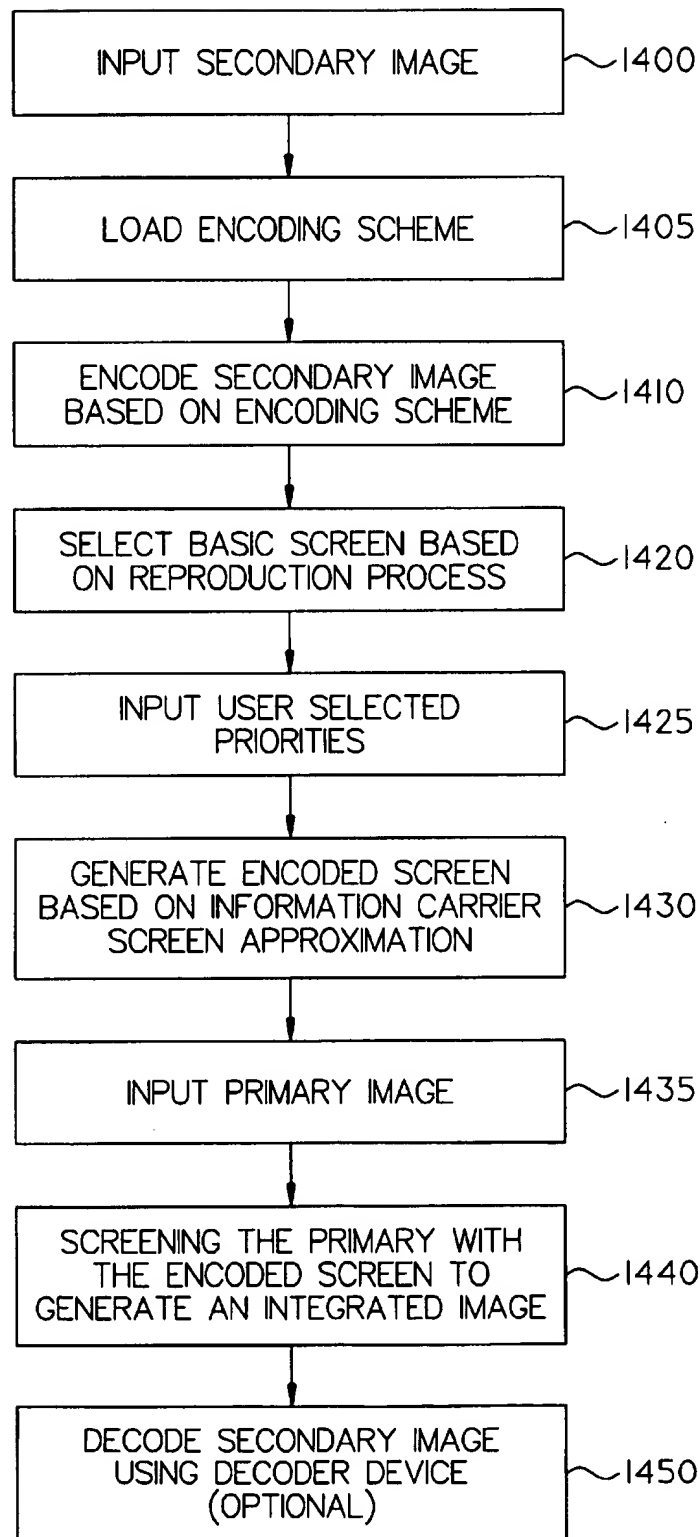 INPUT SECONDARY IMAGE 1400
LOAD ENCODING SCHEME 1405
ENCODE SECONDARY IMAGE
BASED ON ENCODING SCHEME 1410
SELECT BASIC SCREEN BASED
ON REPRODUCTION PROCESS 1420
INPUT USER SELECTED
PRIORITIES 1425
GENERATE ENCODED SCREEN
BASED ON INFORMATION CARRIER
SCREEN APPROXIMATION 1430
INPUT PRIMARY IMAGE 1435
SCREENING THE PRIMARY WITH
THE ENCODED SCREEN TO
GENERATE AN INTEGRATED IMAGE 1440
DECODE SECONDARY IMAGE
USING DECODER DEVICE
(OPTIONAL) 1450